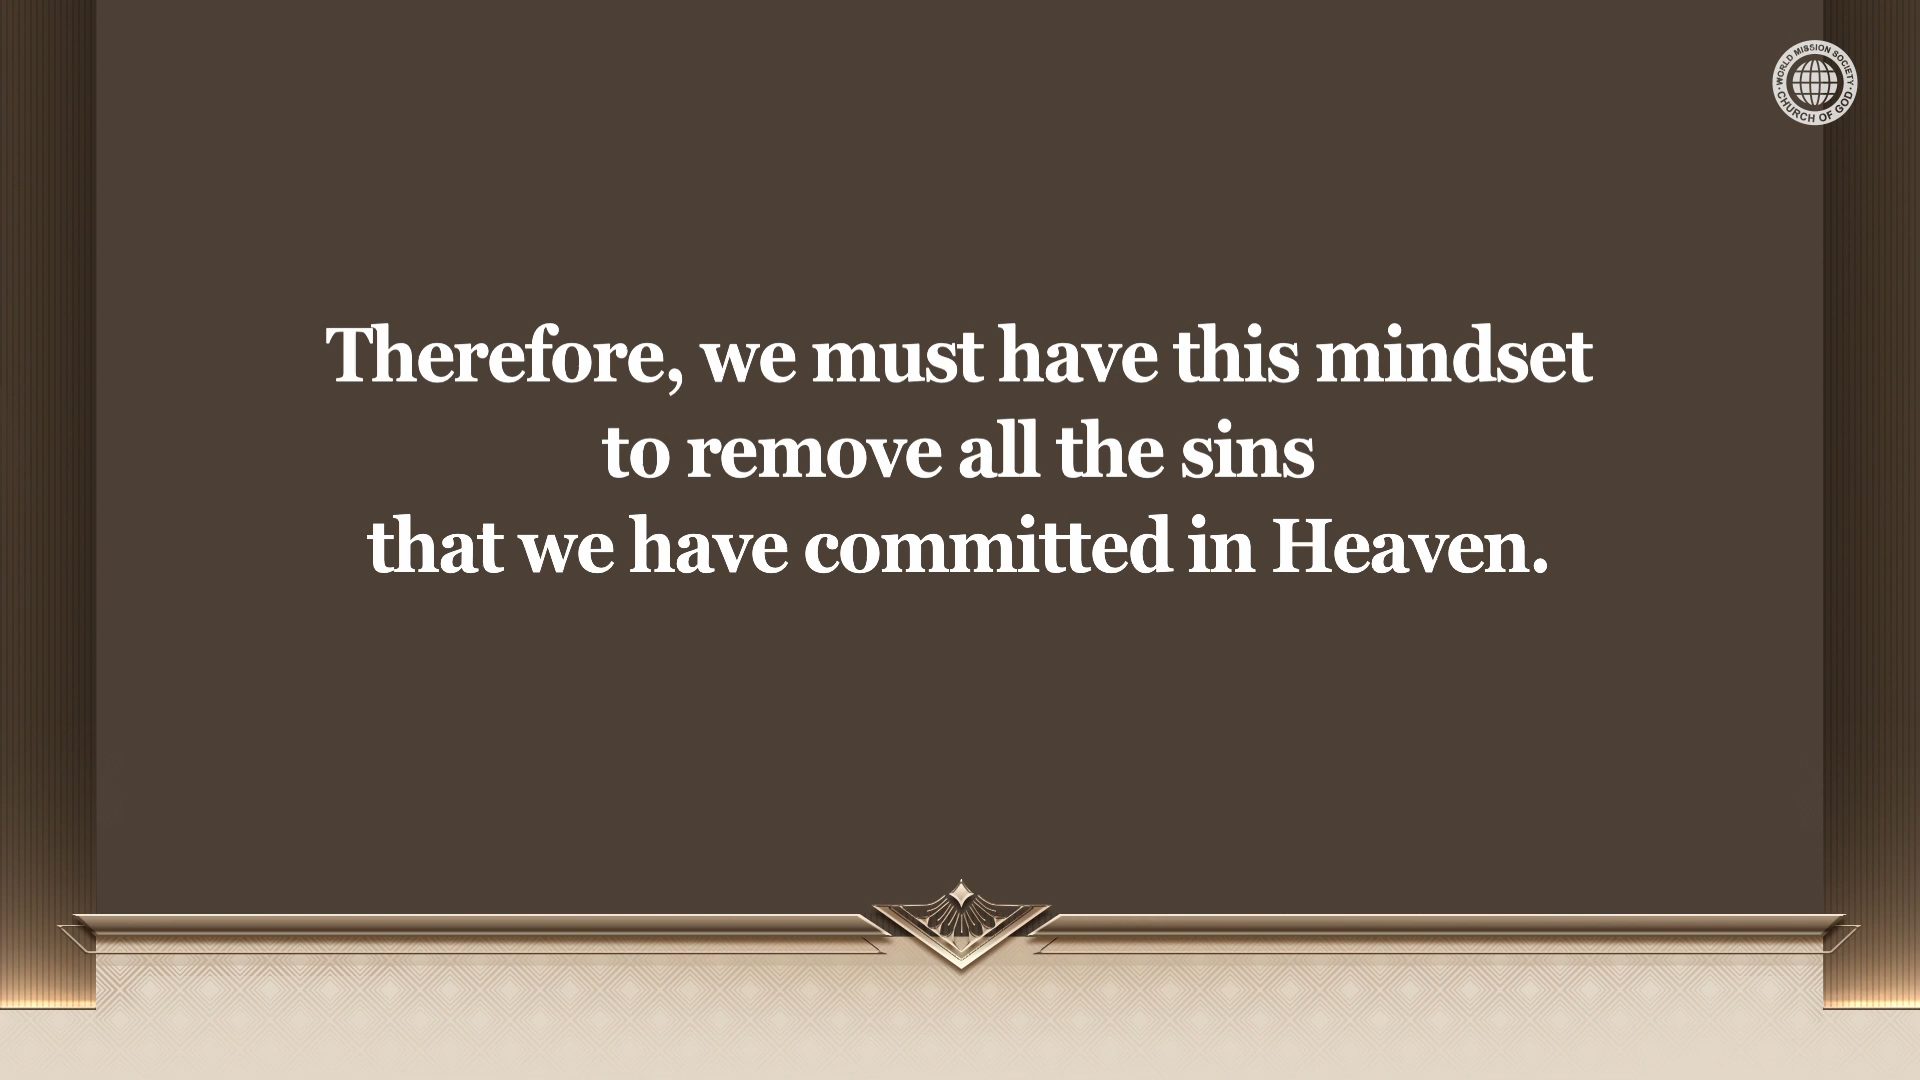 WORLD MISSION SOCIETY
CHURCH OF GOD
Therefore, we must have this mindset
to remove all the sins
that we have committed in Heaven.